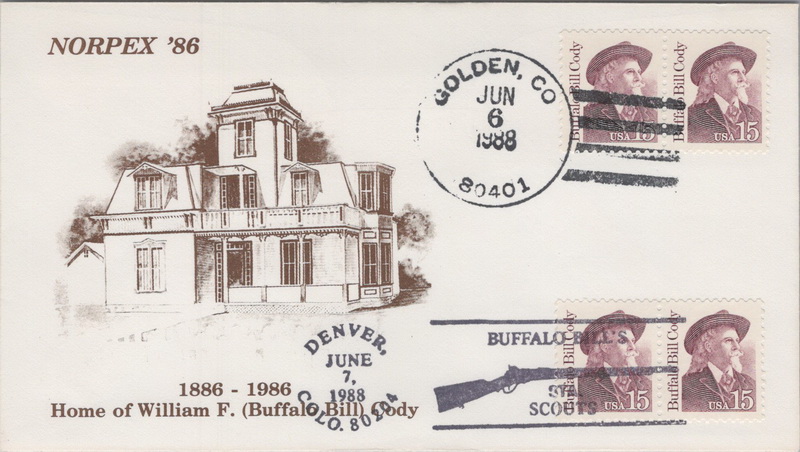 NORPEX '86
GOLDEN, CO
JUN
6
1988
80401
Buffalo Bill Cody
USA 15
Buffalo Bill Cody
USA 15
1886 - 1986
Home of William F. (Buffalo Bill) Cody
DENVER,
JUNE
7,
1988
COLO. 80204
BUFFALO BILL'S
SCOUTS
Buffalo Bill Cody
USA 15
Buffalo Bill Cody
USA 15